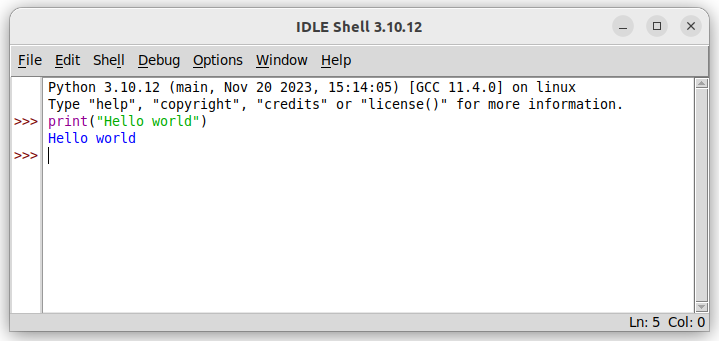 IDLE Shell 3.10.12
File Edit Shell Debug Options Window Help
Python 3.10.12 (main, Nov 20 2023, 15:14:05) [GCC 11.4.0] on linux
Type "help", "copyright", "credits" or "license()" for more information.
>>> print("Hello world")
Hello world
>>>
Ln: 5 Col: 0